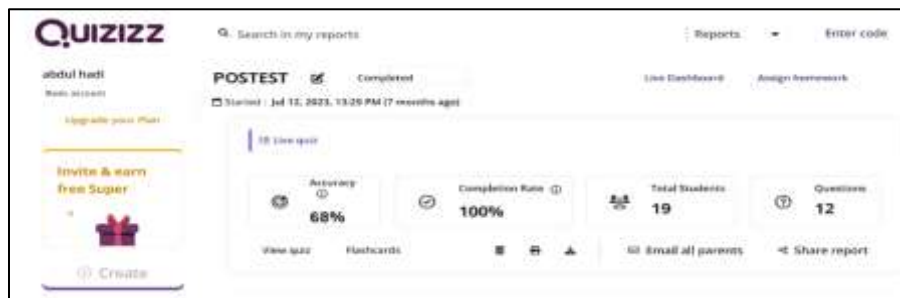 QUIZIZZ
Search in my reports
Reports
Enter code
abdul hadi
Basic account
Upgrade your Plan
Invite & earn
free Super
Create
POSTEST
Completed
Live Dashboard
Assign homework
Started : Jul 12, 2023, 13:29 PM (7 months ago)
Live quiz
Accuracy
68%
Completion Rate
100%
Total Students
19
Questions
12
View quiz
Flashcards
Email all parents
Share report